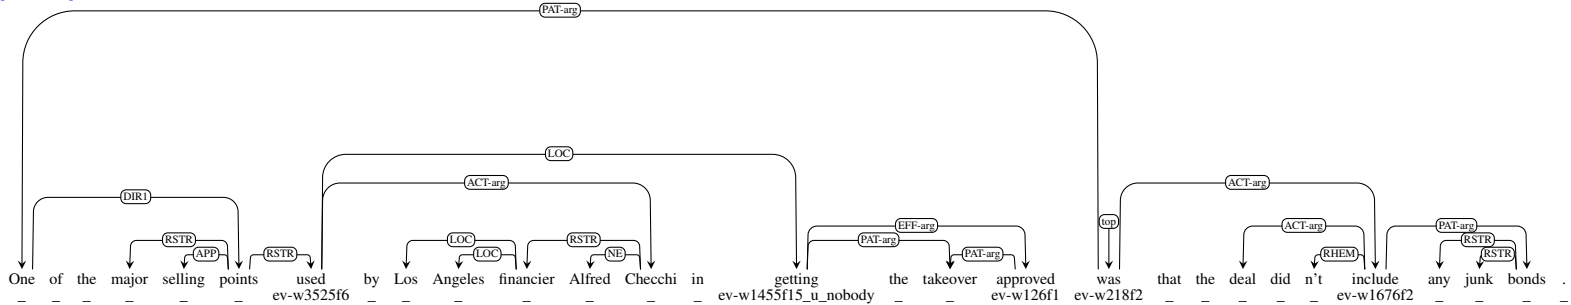 PAT-arg
LOC
ACT-arg ACT-arg
DIR1
top
EFF-arg ACT-arg PAT-arg
RSTR LOC RSTR PAT-arg RSTR
APP RSTR LOC NE PAT-arg RHEM RSTR
One of the major selling points used by Los Angeles financier Alfred Checchi in getting the takeover approved was that the deal did n't include any junk bonds .
_ _ _ _ _ _ ev-w3525f6 _ _ _ _ _ _ _ ev-w1455f15_u_nobody _ _ ev-w126f1 ev-w218f2 _ _ _ _ _ ev-w1676f2 _ _ _ _